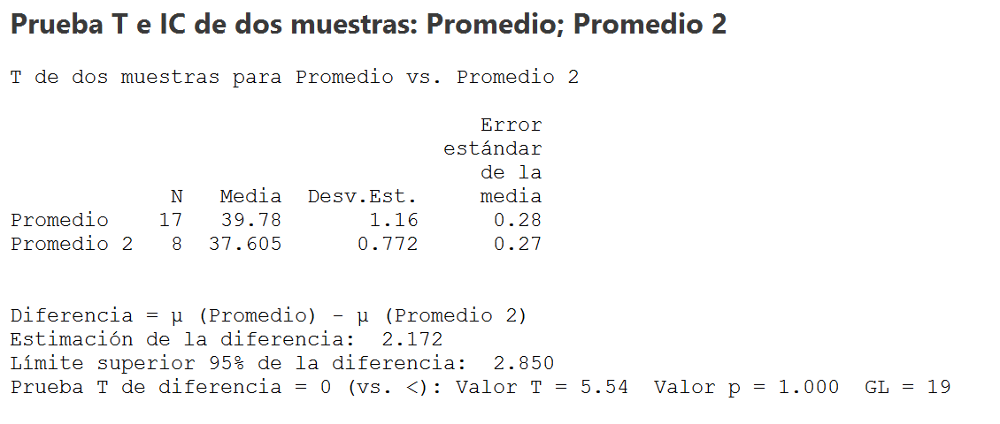 Prueba T e IC de dos muestras: Promedio; Promedio 2
T de dos muestras para Promedio vs. Promedio 2
Error
estándar
de la
N Media Desv.Est. media
Promedio 17 39.78 1.16 0.28
Promedio 2 8 37.605 0.772 0.27
Diferencia = μ (Promedio) - μ (Promedio 2)
Estimación de la diferencia: 2.172
Límite superior 95% de la diferencia: 2.850
Prueba T de diferencia = 0 (vs. <): Valor T = 5.54 Valor p = 1.000 GL = 19